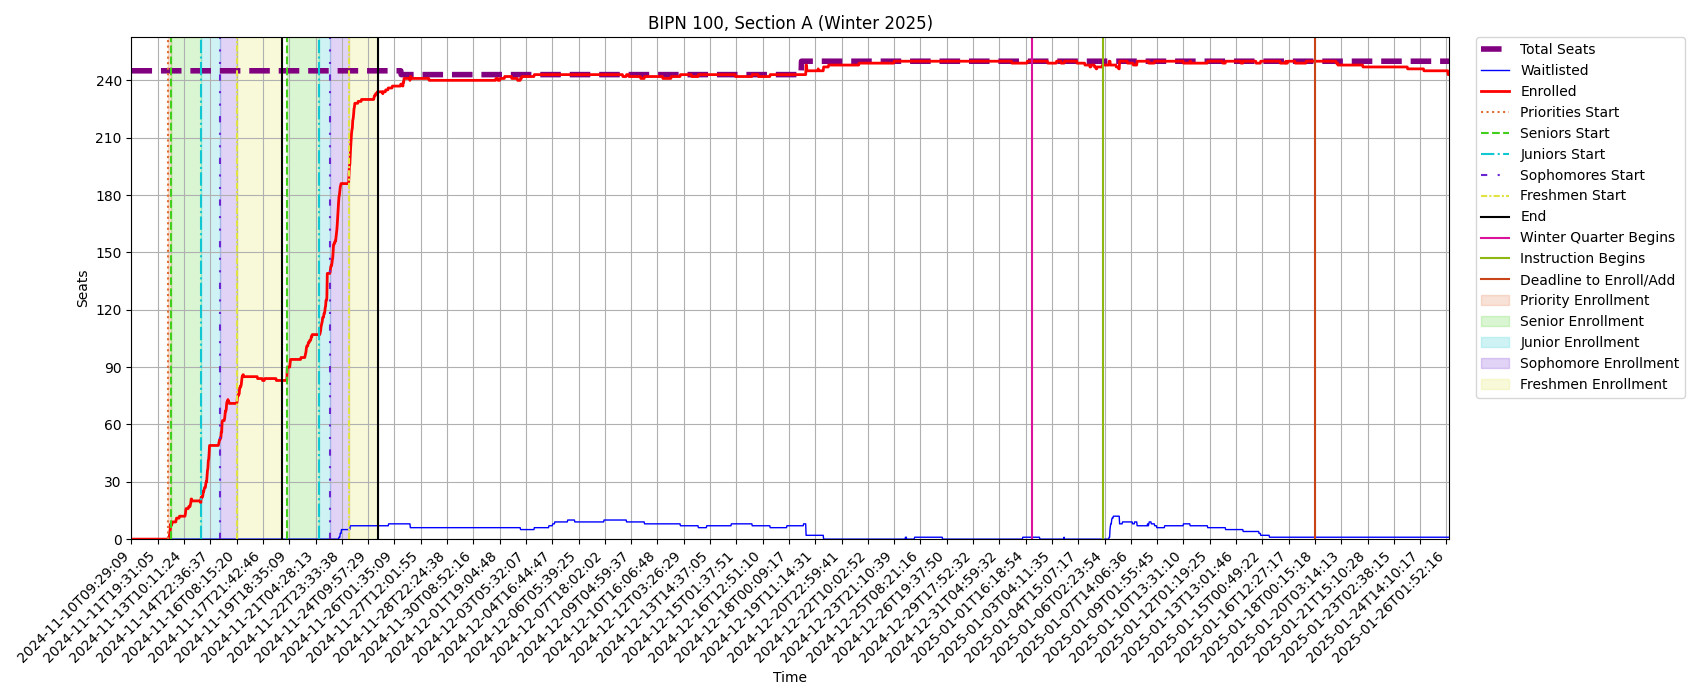 BIPN 100, Section A (Winter 2025)
Seats
240
210
180
150
120
90
60
30
0
2024-11-10T09:29:09
2024-11-11T19:31:05
2024-11-13T10:11:24
2024-11-14T22:36:37
2024-11-16T08:15:20
2024-11-17T21:42:46
2024-11-19T18:35:09
2024-11-21T04:28:13
2024-11-22T23:33:38
2024-11-24T09:57:29
2024-11-26T01:35:09
2024-11-27T12:01:55
2024-11-28T22:24:38
2024-11-30T08:52:16
2024-12-01T19:04:48
2024-12-03T05:32:07
2024-12-04T16:44:47
2024-12-06T05:39:25
2024-12-07T18:02:02
2024-12-09T04:59:37
2024-12-10T16:06:48
2024-12-12T03:26:29
2024-12-13T14:37:05
2024-12-15T01:37:51
2024-12-16T12:51:10
2024-12-18T00:09:17
2024-12-19T11:14:31
2024-12-20T22:59:41
2024-12-22T10:02:52
2024-12-23T21:10:39
2024-12-25T08:21:16
2024-12-26T19:37:50
2024-12-29T17:52:32
2024-12-31T04:59:32
2025-01-01T16:18:54
2025-01-03T04:11:35
2025-01-04T15:07:17
2025-01-06T02:23:54
2025-01-07T14:06:36
2025-01-09T01:55:45
2025-01-10T13:31:10
2025-01-12T01:19:25
2025-01-13T13:01:46
2025-01-15T00:49:22
2025-01-16T12:27:17
2025-01-18T00:15:18
2025-01-20T03:14:13
2025-01-21T15:10:28
2025-01-23T02:38:15
2025-01-24T14:10:17
2025-01-26T01:52:16
Time
Total Seats
Waitlisted
Enrolled
Priorities Start
Seniors Start
Juniors Start
Sophomores Start
Freshmen Start
End
Winter Quarter Begins
Instruction Begins
Deadline to Enroll/Add
Priority Enrollment
Senior Enrollment
Junior Enrollment
Sophomore Enrollment
Freshmen Enrollment